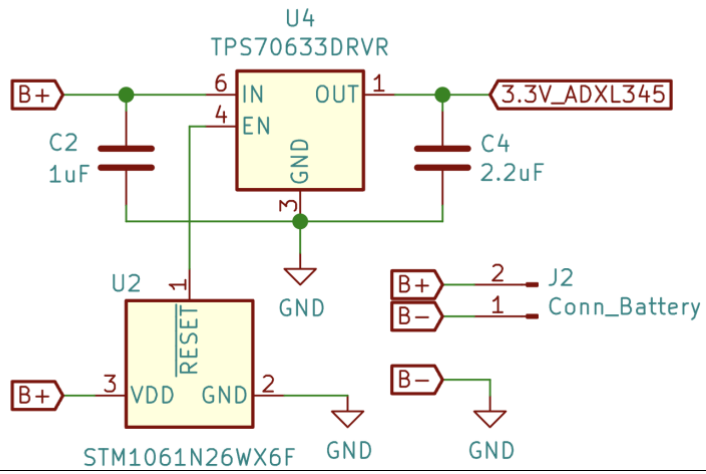 U4
TPS70633DRVR
B+
6
IN
OUT
1
3.3V_ADXL345
4
EN
C2
1uF
GND
3
C4
2.2uF
GND
U2
1
RESET
B+
3
VDD
GND
2
GND
STM1061N26WX6F
B+
2
J2
B-
1
Conn_Battery
B-
GND